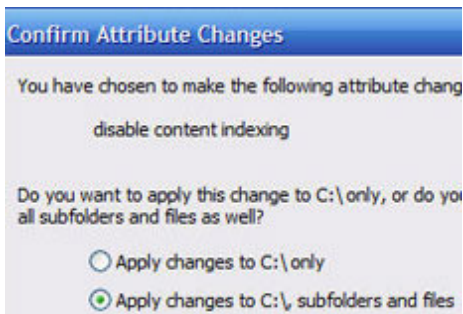 Confirm Attribute Changes
You have chosen to make the following attribute chang
disable content indexing
Do you want to apply this change to C:\ only, or do you
all subfolders and files as well?
Apply changes to C:\ only
Apply changes to C:\, subfolders and files